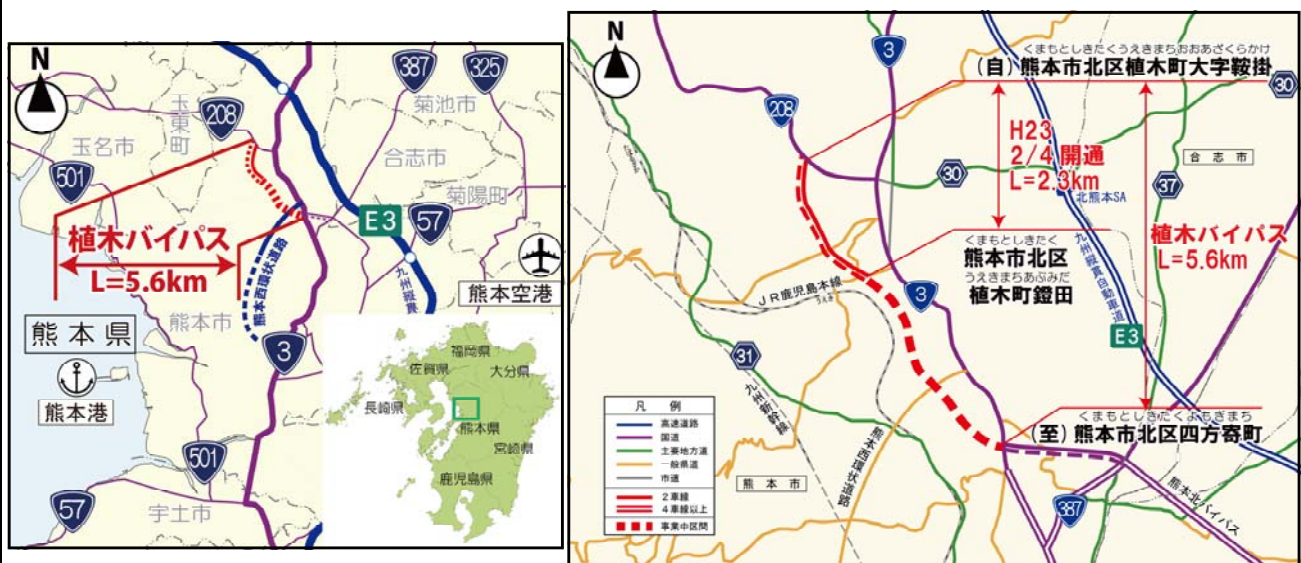 N
387
325
208
玉東町
菊池市
玉名市
合志市
501
菊陽町
57
E3
植木バイパス
L=5.6km
熊本西環状道路
九州縦貫
熊本空港
熊本市
熊本県
3
熊本港
福岡県
佐賀県
大分県
長崎県
熊本県
宮崎県
鹿児島県
501
57
宇土市
N
3
くまもとしきたくうえきまちおおあざくらかけ
(自)熊本市北区植木町大字鞍掛
30
208
H23
2/4 開通
L=2.3km
合志市
30
37
北熊本SA
くまもとしきたく
熊本市北区
うえきまちあぶみだ
植木町鐙田
九州縦貫自動車道
植木バイパス
L=5.6km
JR鹿児島本線
うえき
3
E3
31
九州新幹線
くまもとしきたくよもぎまち
(至)熊本市北区四方寄町
凡 例
高速道路
国道
主要地方道
一般県道
市道
2車線
4車線以上
事業中区間
熊本市
熊本西環状道路
387
熊本北バイパス